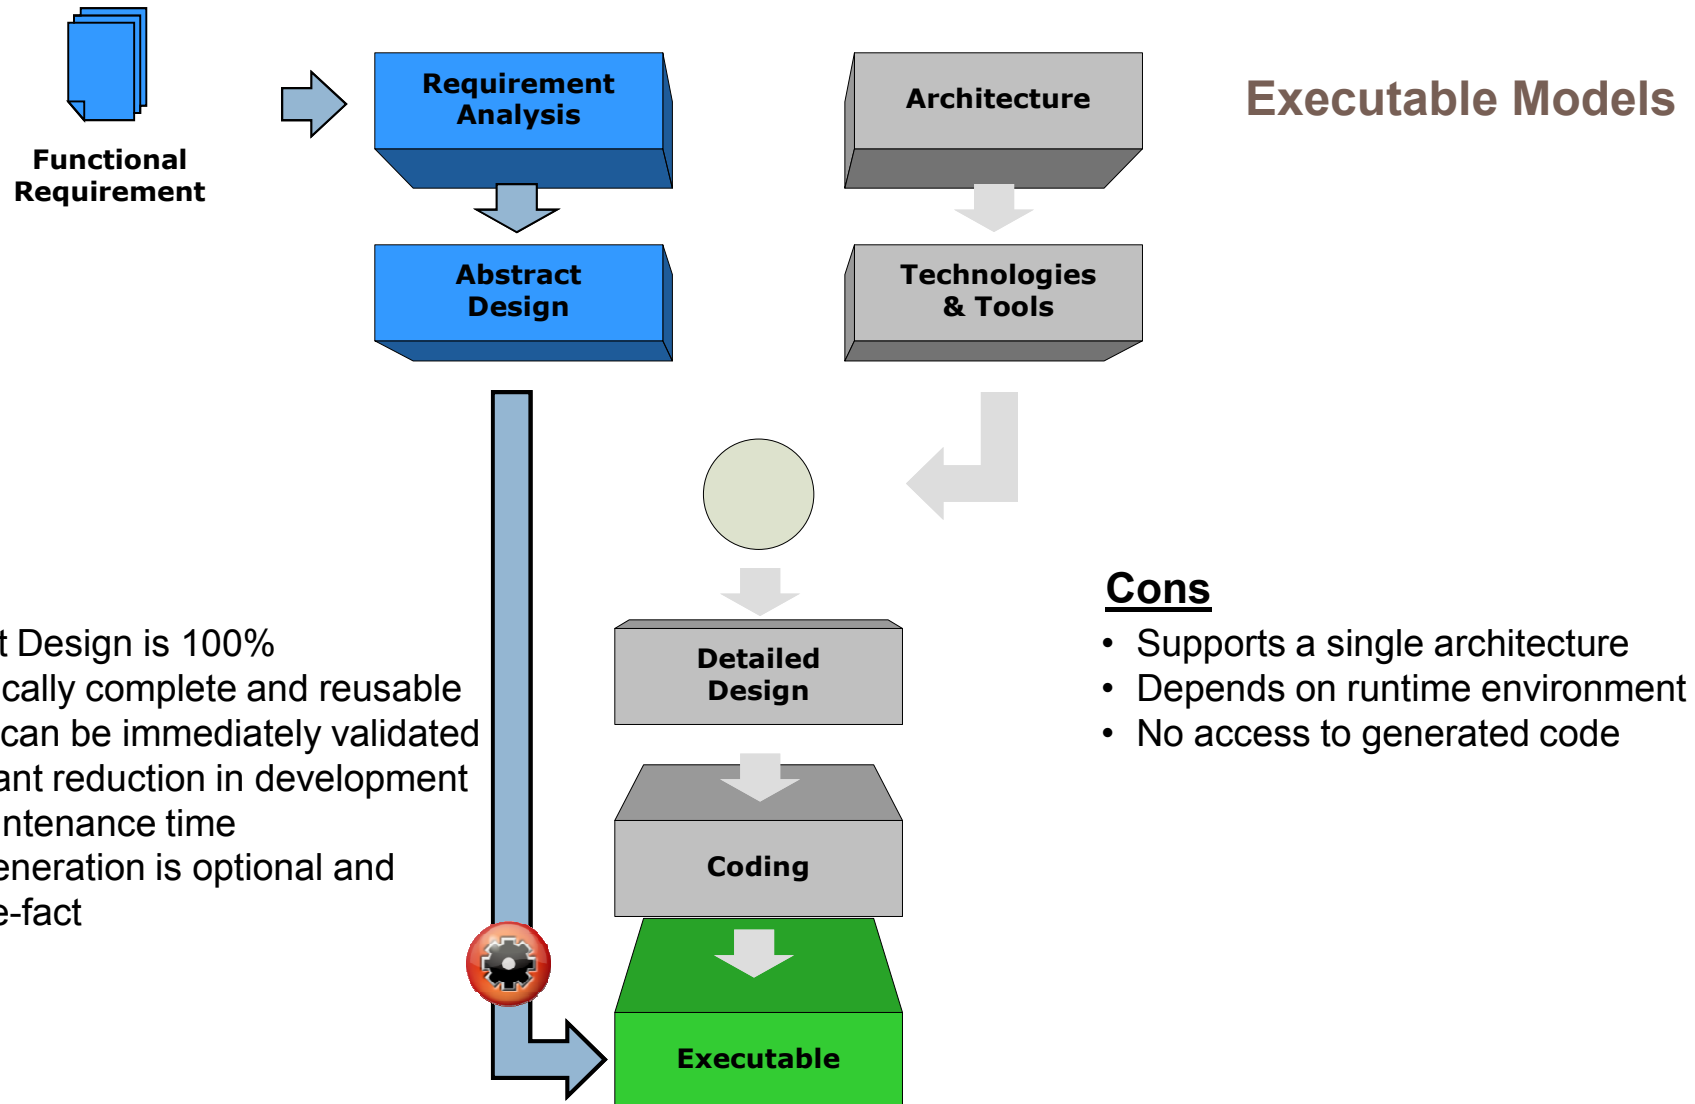 Executable Models
Functional
Requirement
Requirement
Analysis
Architecture
Abstract
Design
Technologies
& Tools
t Design is 100%
cally complete and reusable
can be immediately validated
ant reduction in development
ntenance time
eneration is optional and
e-fact
Detailed
Design
Coding
Executable
Cons
• Supports a single architecture
• Depends on runtime environment
• No access to generated code